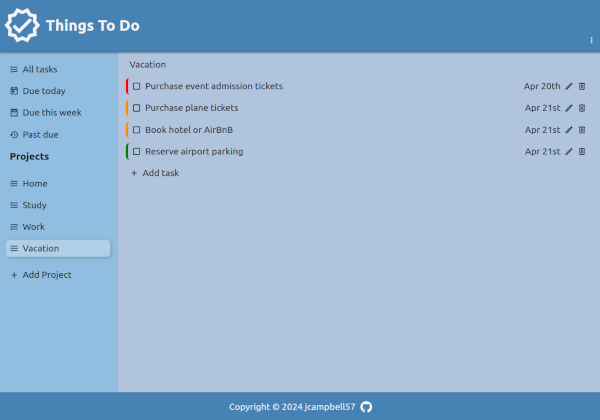 Things To Do
All tasks
Due today
Due this week
Past due
Projects
Home
Study
Work
Vacation
Add Project
Vacation
Purchase event admission tickets Apr 20th
Purchase plane tickets Apr 21st
Book hotel or AirBnB Apr 21st
Reserve airport parking Apr 21st
+ Add task
Copyright © 2024 jcampbell57